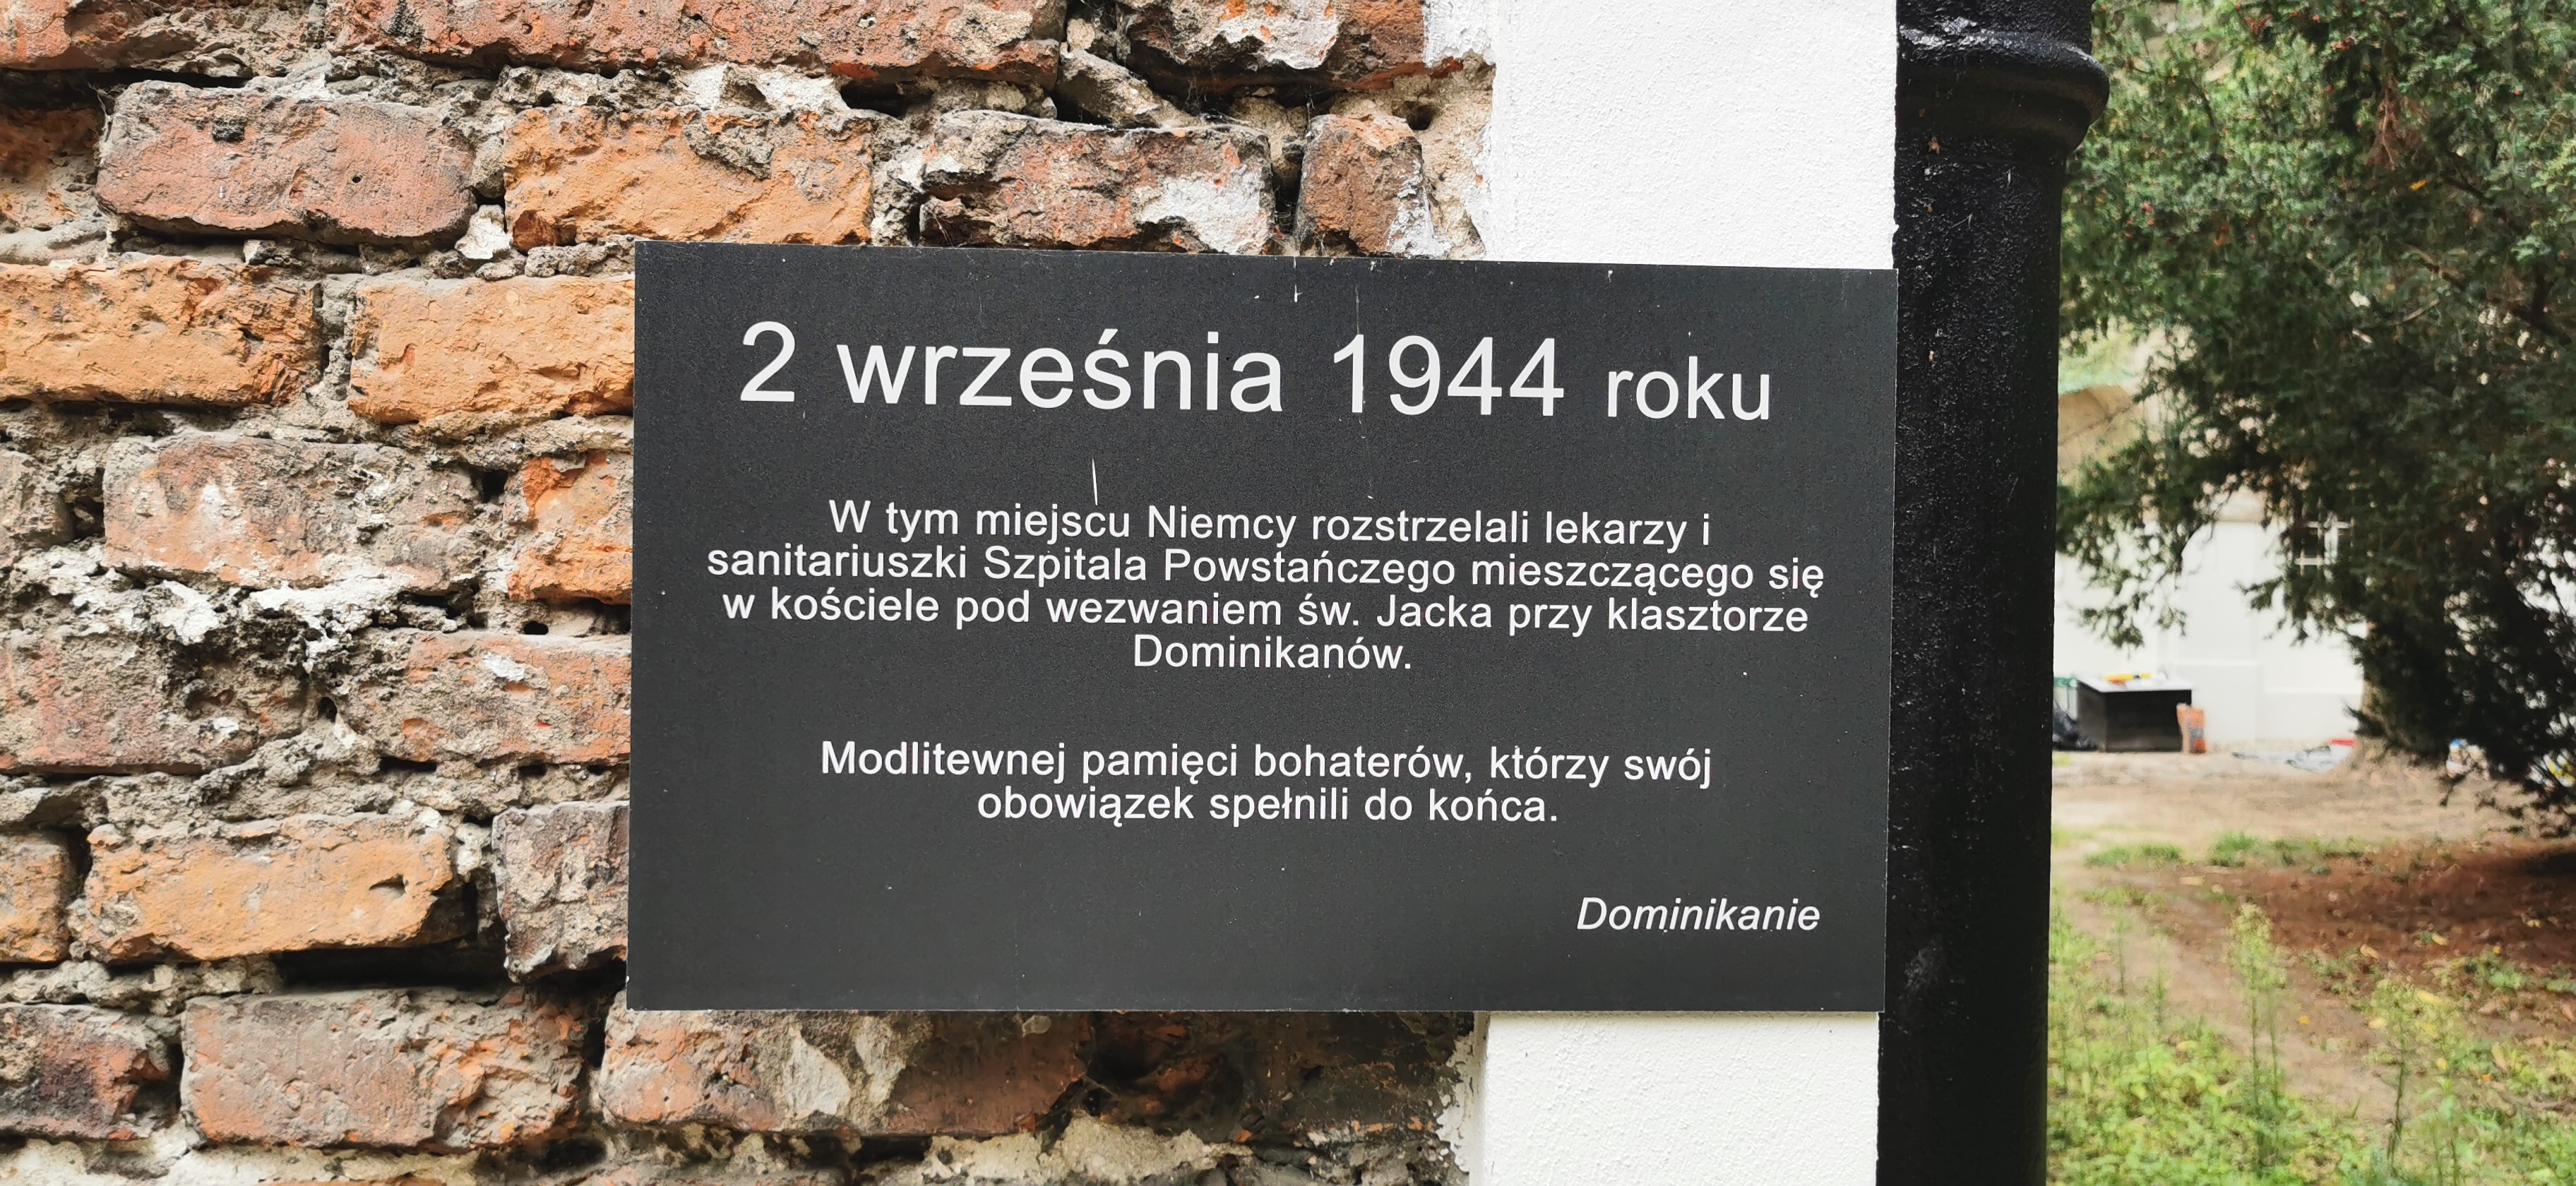 2 września 1944 roku
W tym miejscu Niemcy rozstrzelali lekarzy i
sanitariuszki Szpitala Powstańczego mieszczącego się
w kościele pod wezwaniem św. Jacka przy klasztorze
Dominikanów.
Modlitewnej pamięci bohaterów, którzy swój
obowiązek spełnili do końca.
Dominikanie